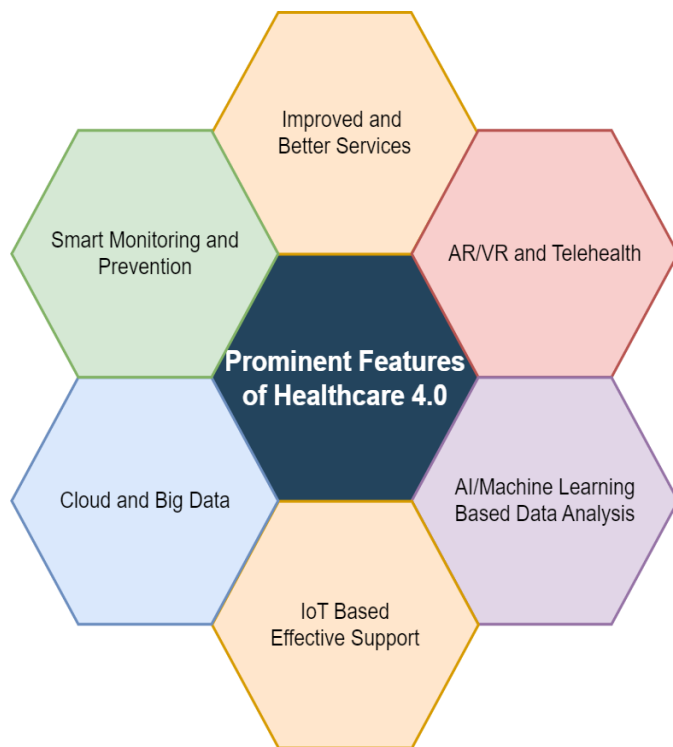 Improved and
Better Services
Smart Monitoring and
Prevention
AR/VR and Telehealth
Prominent Features
of Healthcare 4.0
Cloud and Big Data
AI/Machine Learning
Based Data Analysis
IoT Based
Effective Support